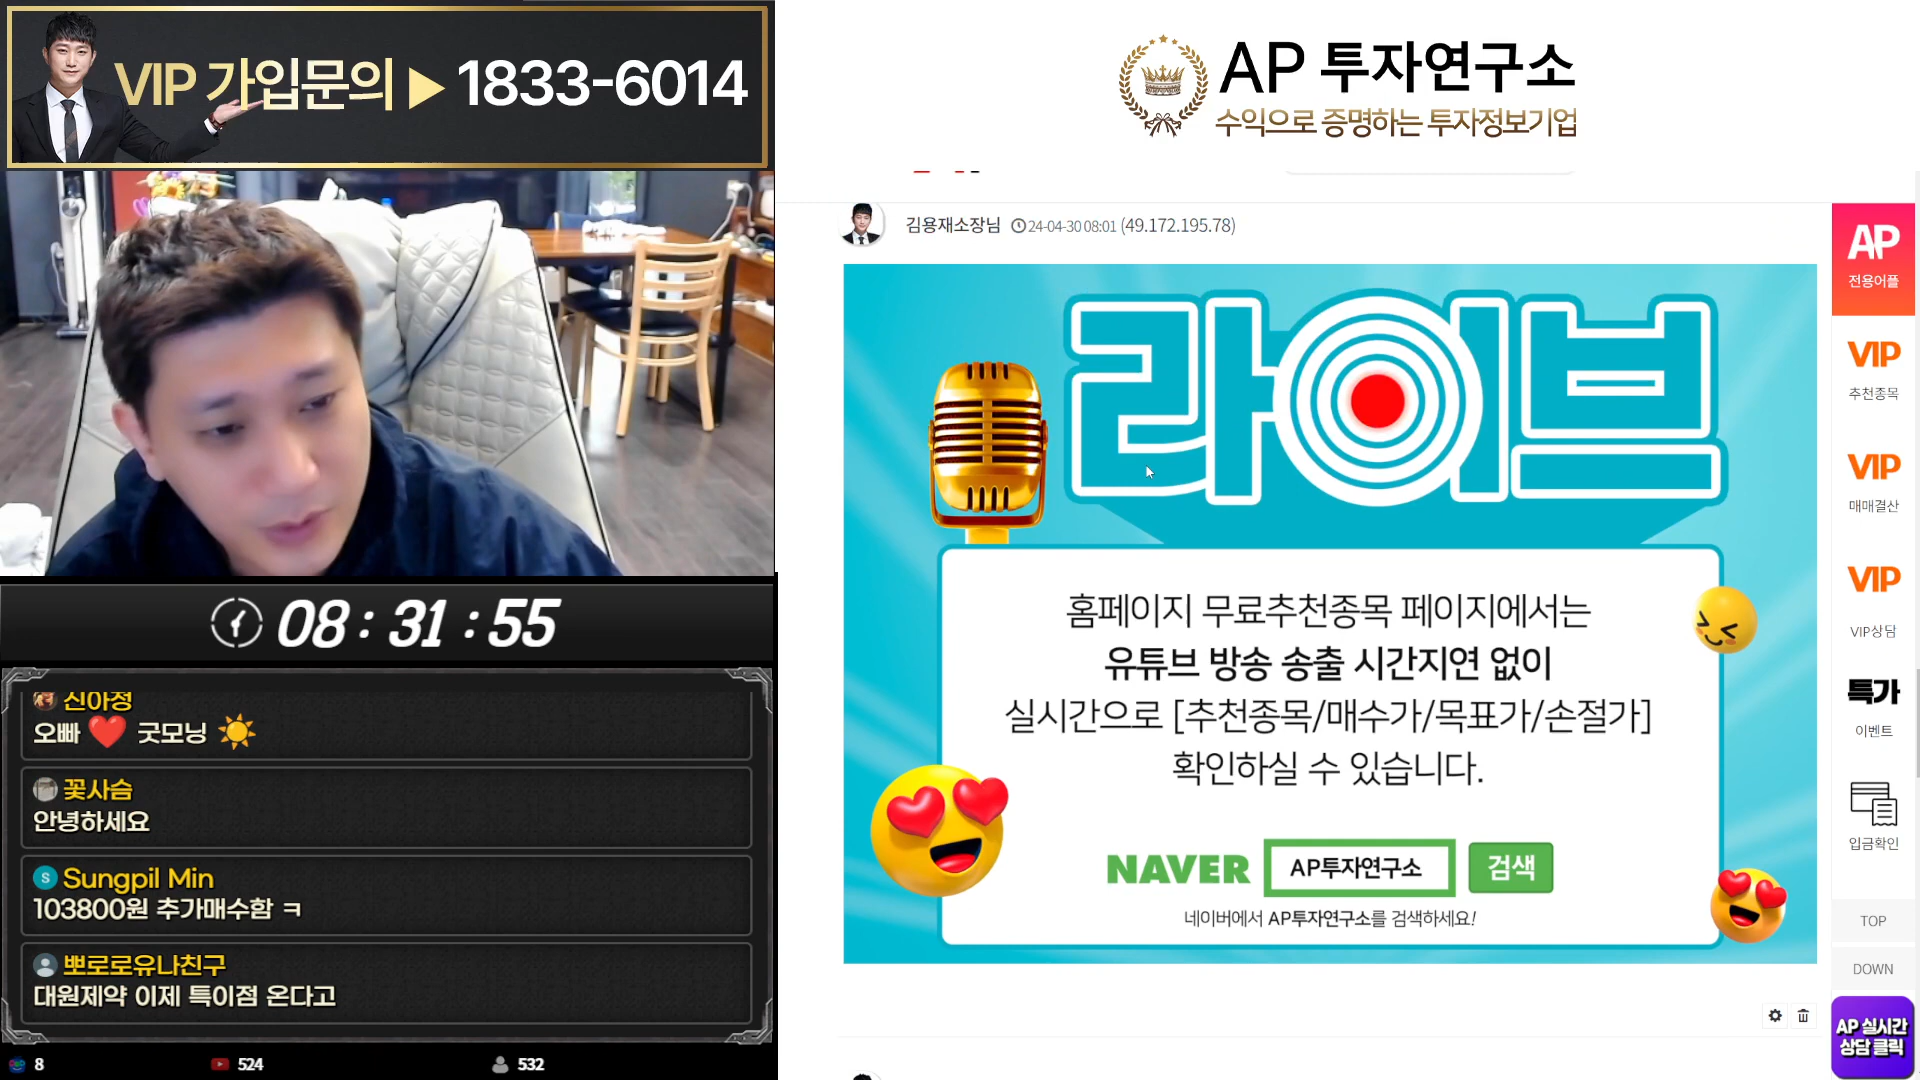 VIP 가입문의 ▶ 1833-6014
AP 투자연구소
수익으로 증명하는 투자정보기업
김용재소장님 24-04-30 08:01 (49.172.195.78)
라이브
홈페이지 무료추천종목 페이지에서는
유튜브 방송 송출 시간지연 없이
실시간으로 [추천종목/매수가/목표가/손절가]
확인하실 수 있습니다.
NAVER AP투자연구소 검색
네이버에서 AP투자연구소를 검색하세요!
AP
전용어플
VIP
추천종목
VIP
매매결산
VIP
VIP상담
특가
이벤트
입금확인
TOP
DOWN
AP 실시간
상담 클릭
08 : 31 : 55
신아정
오빠 ❤️ 굿모닝 ☀️
꽃사슴
안녕하세요
S Sungpil Min
103800원 추가매수함 ㅋ
뽀로로유나친구
대원제약 이제 특이점 온다고
8 524 532